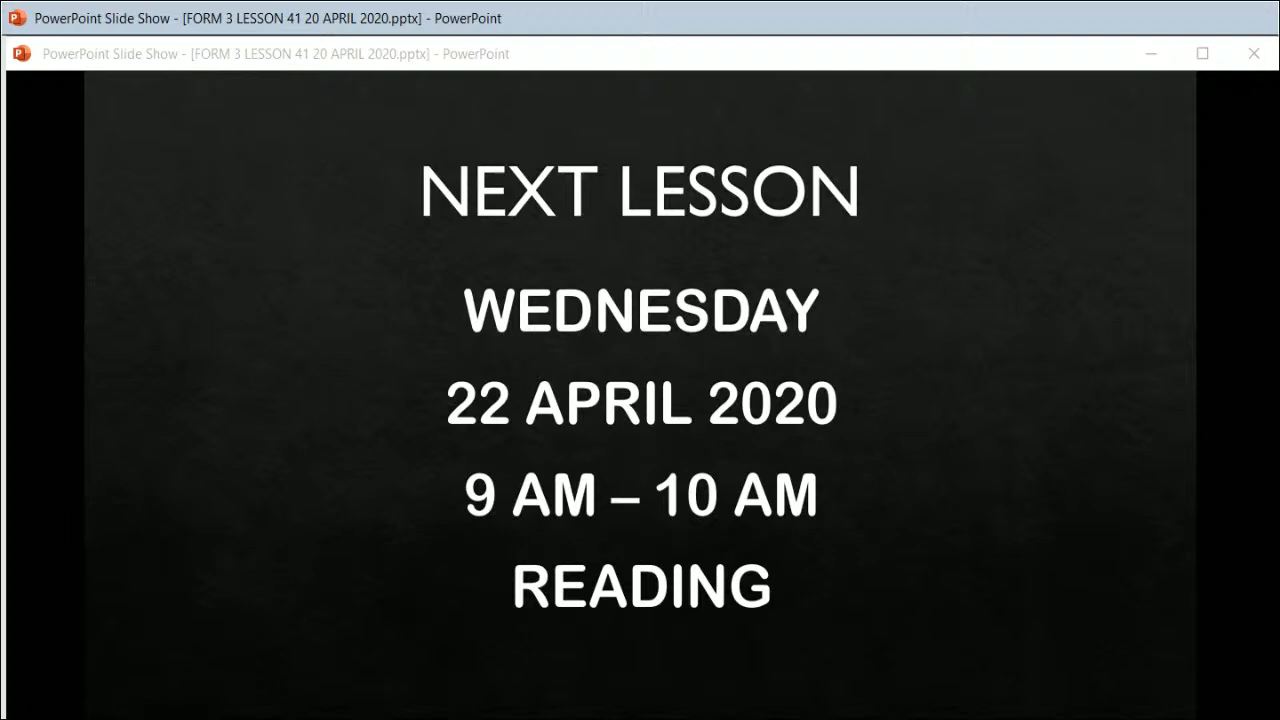 PowerPoint Slide Show - [FORM 3 LESSON 41 20 APRIL 2020.pptx] - PowerPoint
PowerPoint Slide Show - [FORM 3 LESSON 41 20 APRIL 2020.pptx] - PowerPoint
NEXT LESSON
WEDNESDAY
22 APRIL 2020
9 AM – 10 AM
READING